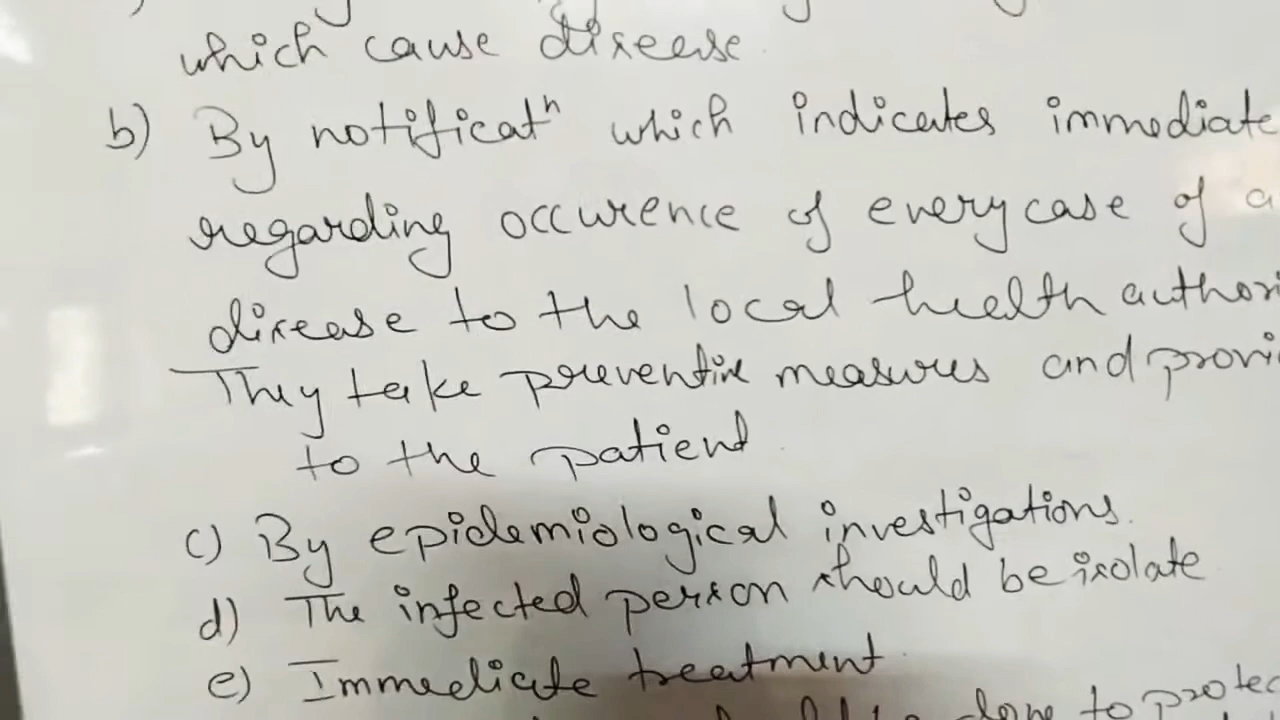 which cause disease
b) By notificatⁿ which indicates immediate
regarding occurence of every case of
disease to the local health
They take preventive measures and
to the patient
c) By epidemiological investigations.
d) The infected person should be isolate
e) Immediate treatment
done to